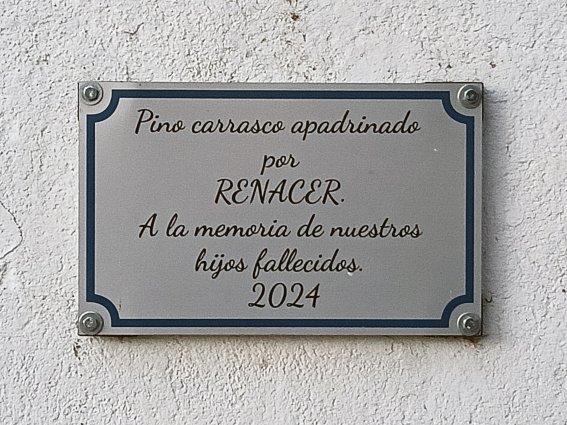 Pino carrasco apadrinado
por
RENACER.
A la memoria de nuestros
hijos fallecidos.
2024